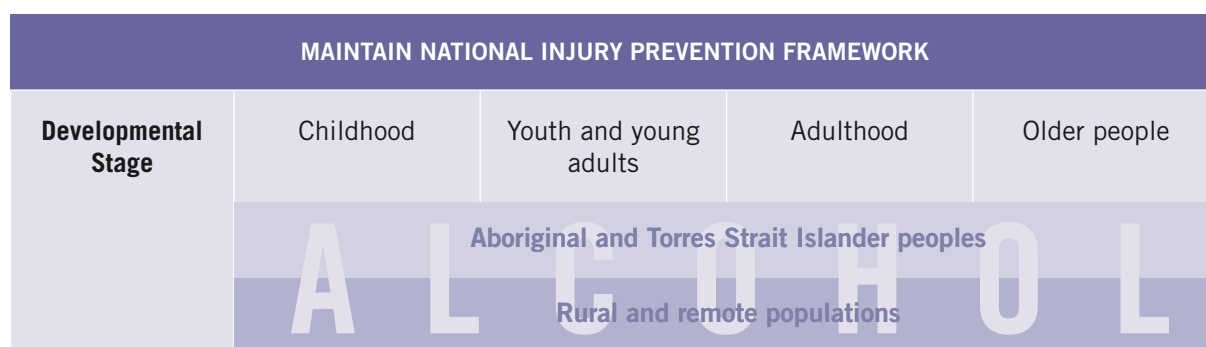 MAINTAIN NATIONAL INJURY PREVENTION FRAMEWORK
Developmental
Stage
Childhood
Youth and young
adults
Adulthood
Older people
Aboriginal and Torres Strait Islander peoples
ALCOHOL
Rural and remote populations